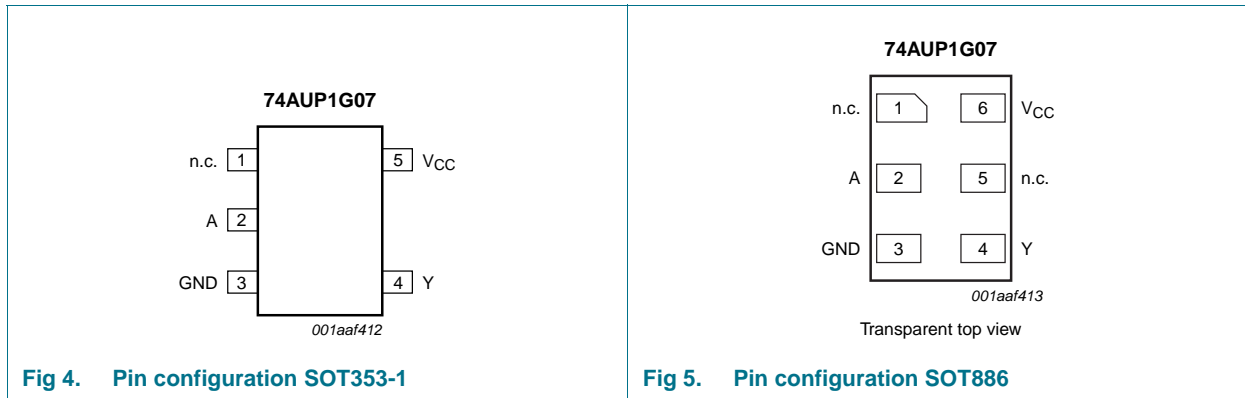 74AUP1G07
n.c. 1 5 VCC
A 2
GND 3 4 Y
001aaf412
Fig 4. Pin configuration SOT353-1
74AUP1G07
n.c. 1 6 VCC
A 2 5 n.c.
GND 3 4 Y
001aaf413
Transparent top view
Fig 5. Pin configuration SOT886